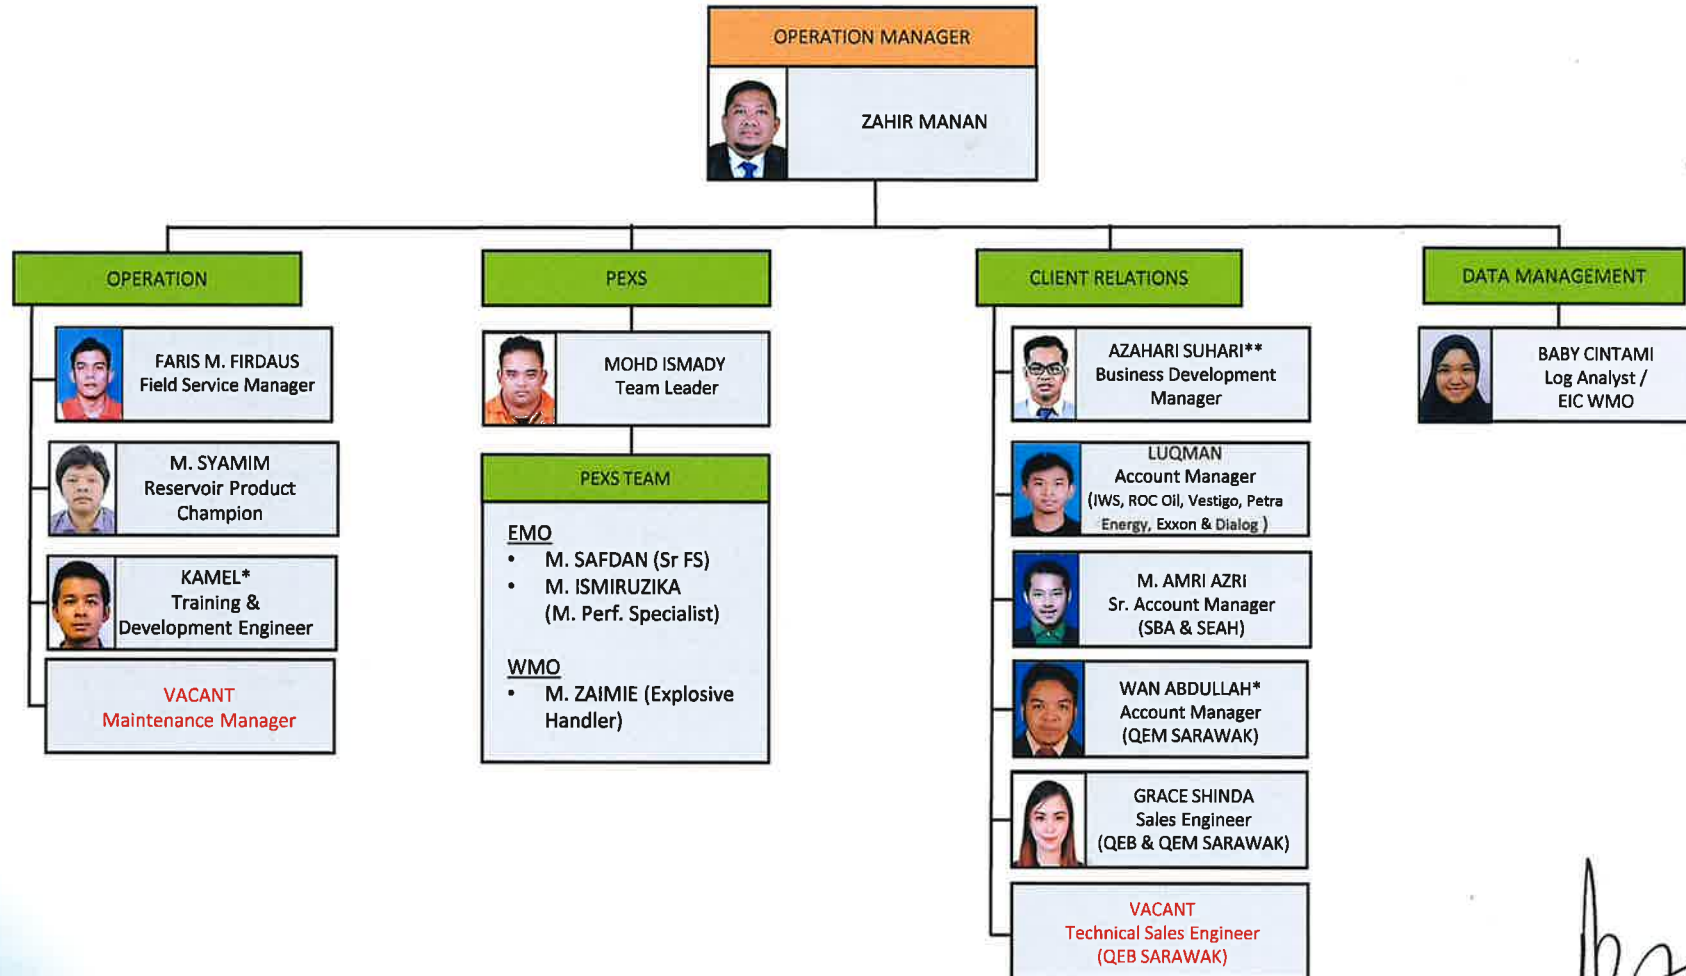 OPERATION MANAGER
ZAHIR MANAN
OPERATION
FARIS M. FIRDAUS
Field Service Manager
M. SYAMIM
Reservoir Product
Champion
KAMEL*
Training &
Development Engineer
VACANT
Maintenance Manager
PEXS
MOHD ISMADY
Team Leader
PEXS TEAM
EMO
• M. SAFDAN (Sr FS)
• M. ISMIRUZIKA
(M. Perf. Specialist)
WMO
• M. ZAIMIE (Explosive
Handler)
CLIENT RELATIONS
AZAHARI SUHARI**
Business Development
Manager
LUQMAN
Account Manager
(IWS, ROC Oil, Vestigo, Petra
Energy, Exxon & Dialog )
M. AMRI AZRI
Sr. Account Manager
(SBA & SEAH)
WAN ABDULLAH*
Account Manager
(QEM SARAWAK)
GRACE SHINDA
Sales Engineer
(QEB & QEM SARAWAK)
VACANT
Technical Sales Engineer
(QEB SARAWAK)
DATA MANAGEMENT
BABY CINTAMI
Log Analyst /
EIC WMO